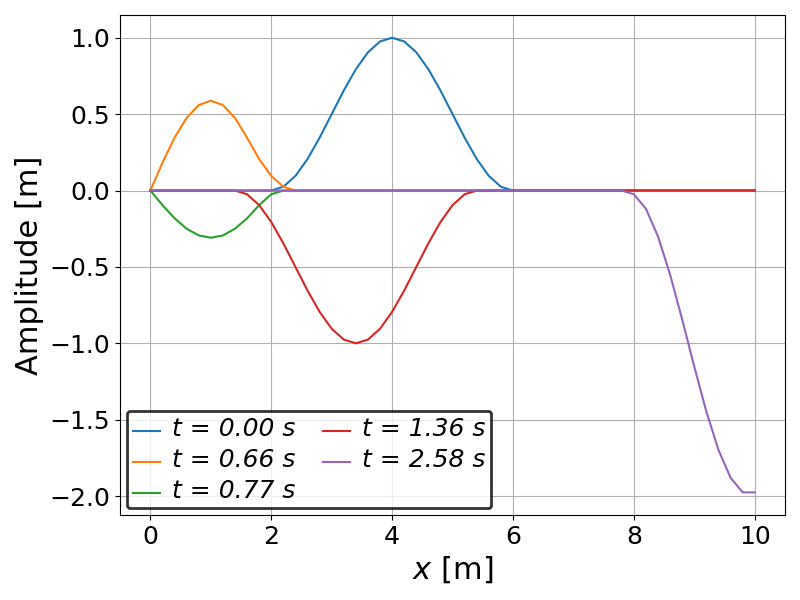 1.0
0.5
0.0
−0.5
−1.0
−1.5
−2.0
Amplitude [m]
t = 0.00 s
t = 0.66 s
t = 0.77 s
t = 1.36 s
t = 2.58 s
0 2 4 6 8 10
x [m]